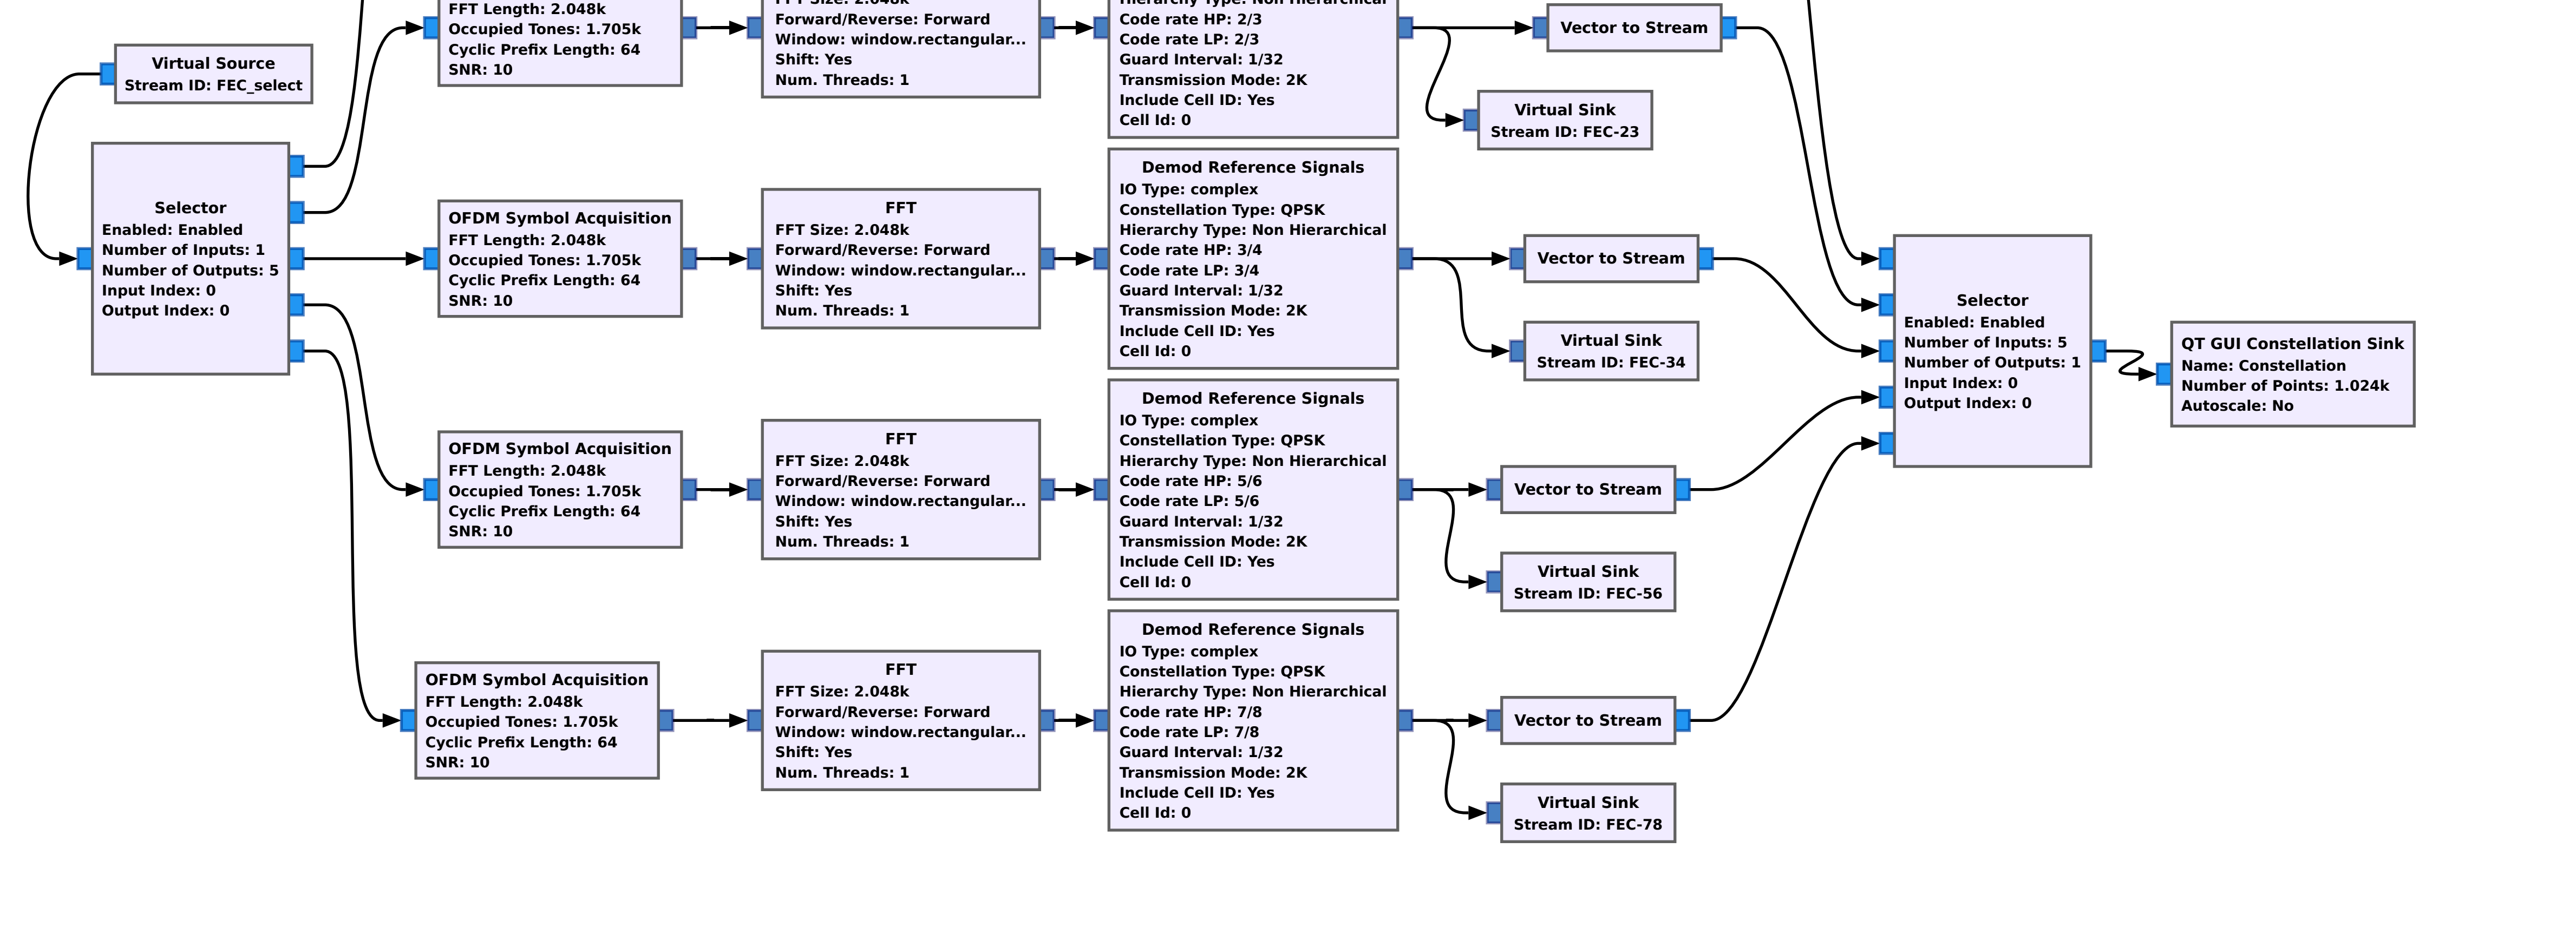 FFT Length: 2.048k
Occupied Tones: 1.705k
Cyclic Prefix Length: 64
SNR: 10
Forward/Reverse: Forward
Window: window.rectangular...
Shift: Yes
Num. Threads: 1
Code rate HP: 2/3
Code rate LP: 2/3
Guard Interval: 1/32
Transmission Mode: 2K
Include Cell ID: Yes
Cell Id: 0
Vector to Stream
Virtual Sink
Stream ID: FEC-23
Virtual Source
Stream ID: FEC_select
Selector
Enabled: Enabled
Number of Inputs: 1
Number of Outputs: 5
Input Index: 0
Output Index: 0
OFDM Symbol Acquisition
FFT Length: 2.048k
Occupied Tones: 1.705k
Cyclic Prefix Length: 64
SNR: 10
FFT
FFT Size: 2.048k
Forward/Reverse: Forward
Window: window.rectangular...
Shift: Yes
Num. Threads: 1
Demod Reference Signals
IO Type: complex
Constellation Type: QPSK
Hierarchy Type: Non Hierarchical
Code rate HP: 3/4
Code rate LP: 3/4
Guard Interval: 1/32
Transmission Mode: 2K
Include Cell ID: Yes
Cell Id: 0
Vector to Stream
Virtual Sink
Stream ID: FEC-34
Selector
Enabled: Enabled
Number of Inputs: 5
Number of Outputs: 1
Input Index: 0
Output Index: 0
QT GUI Constellation Sink
Name: Constellation
Number of Points: 1.024k
Autoscale: No
OFDM Symbol Acquisition
FFT Length: 2.048k
Occupied Tones: 1.705k
Cyclic Prefix Length: 64
SNR: 10
FFT
FFT Size: 2.048k
Forward/Reverse: Forward
Window: window.rectangular...
Shift: Yes
Num. Threads: 1
Demod Reference Signals
IO Type: complex
Constellation Type: QPSK
Hierarchy Type: Non Hierarchical
Code rate HP: 5/6
Code rate LP: 5/6
Guard Interval: 1/32
Transmission Mode: 2K
Include Cell ID: Yes
Cell Id: 0
Vector to Stream
Virtual Sink
Stream ID: FEC-56
OFDM Symbol Acquisition
FFT Length: 2.048k
Occupied Tones: 1.705k
Cyclic Prefix Length: 64
SNR: 10
FFT
FFT Size: 2.048k
Forward/Reverse: Forward
Window: window.rectangular...
Shift: Yes
Num. Threads: 1
Demod Reference Signals
IO Type: complex
Constellation Type: QPSK
Hierarchy Type: Non Hierarchical
Code rate HP: 7/8
Code rate LP: 7/8
Guard Interval: 1/32
Transmission Mode: 2K
Include Cell ID: Yes
Cell Id: 0
Vector to Stream
Virtual Sink
Stream ID: FEC-78